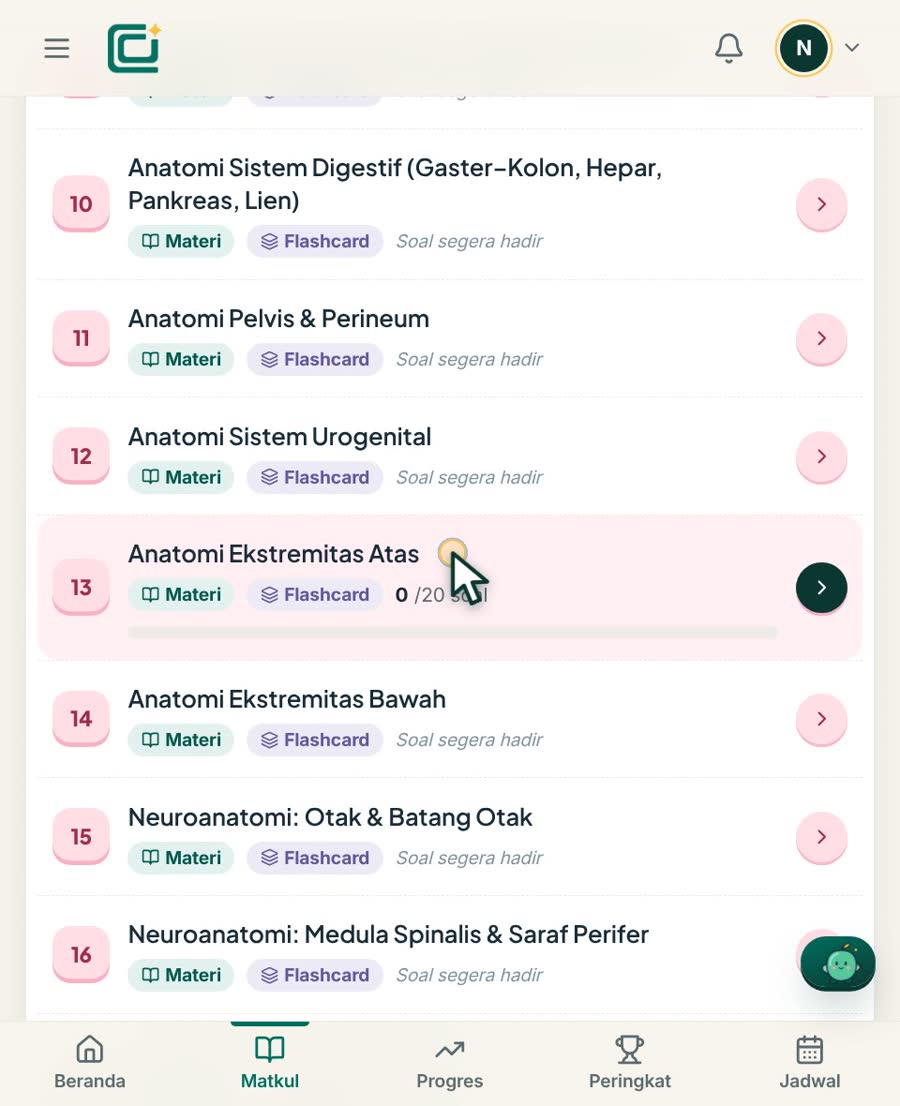 N
10
Anatomi Sistem Digestif (Gaster–Kolon, Hepar,
Pankreas, Lien)
Materi Flashcard Soal segera hadir
11
Anatomi Pelvis & Perineum
Materi Flashcard Soal segera hadir
12
Anatomi Sistem Urogenital
Materi Flashcard Soal segera hadir
13
Anatomi Ekstremitas Atas
Materi Flashcard 0 /20 soal
14
Anatomi Ekstremitas Bawah
Materi Flashcard Soal segera hadir
15
Neuroanatomi: Otak & Batang Otak
Materi Flashcard Soal segera hadir
16
Neuroanatomi: Medula Spinalis & Saraf Perifer
Materi Flashcard Soal segera hadir
Beranda Matkul Progres Peringkat Jadwal